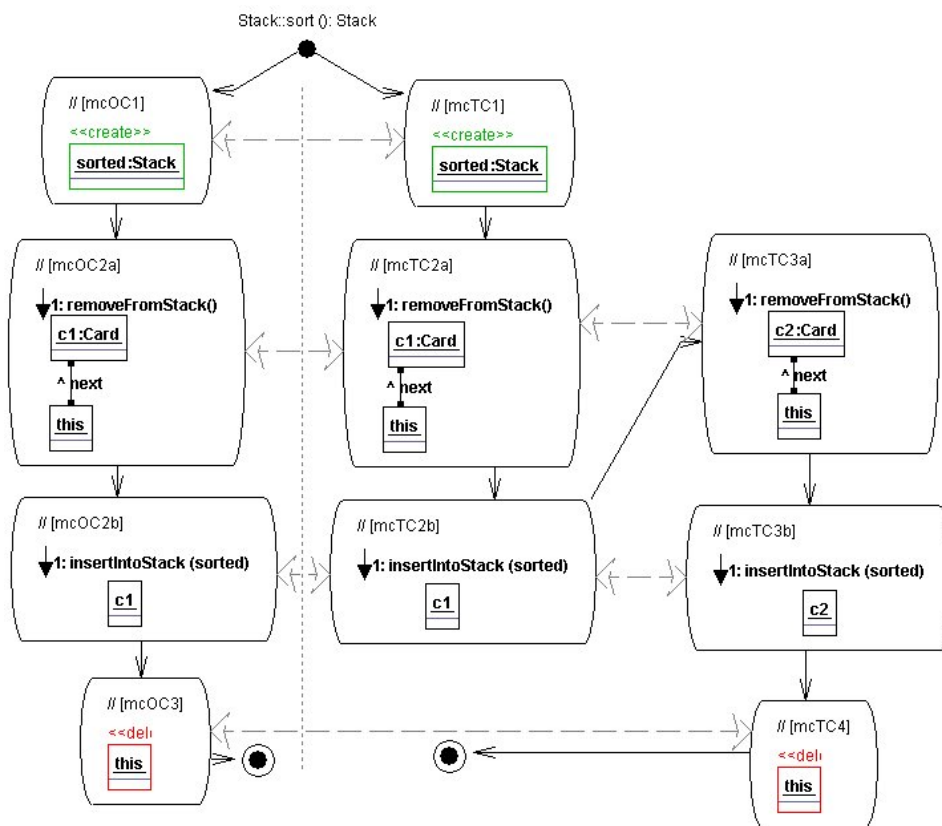 Stack::sort (): Stack
// [mcOC1]
<<create>>
sorted:Stack
// [mcTC1]
<<create>>
sorted:Stack
// [mcOC2a]
1: removeFromStack()
c1:Card
^ next
this
// [mcTC2a]
1: removeFromStack()
c1:Card
^ next
this
// [mcTC3a]
1: removeFromStack()
c2:Card
^ next
this
// [mcOC2b]
1: insertIntoStack (sorted)
c1
// [mcTC2b]
1: insertIntoStack (sorted)
c1
// [mcTC3b]
1: insertIntoStack (sorted)
c2
// [mcOC3]
<<del
this
// [mcTC4]
<<del
this